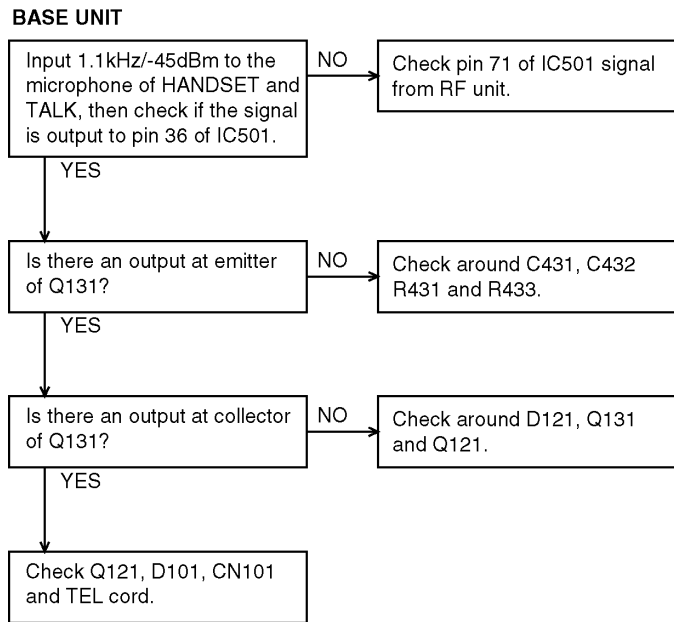 BASE UNIT
Input 1.1kHz/-45dBm to the
microphone of HANDSET and
TALK, then check if the signal
is output to pin 36 of IC501.
NO
Check pin 71 of IC501 signal
from RF unit.
YES
Is there an output at emitter
of Q131?
NO
Check around C431, C432
R431 and R433.
YES
Is there an output at collector
of Q131?
NO
Check around D121, Q131
and Q121.
YES
Check Q121, D101, CN101
and TEL cord.